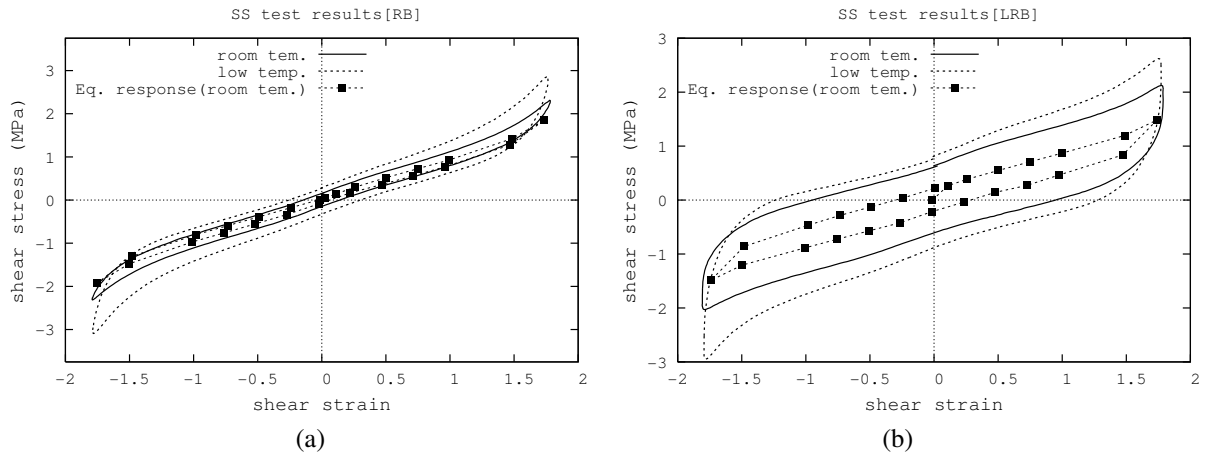 SS test results[RB]
room tem.
low temp.
Eq. response(room tem.)
shear stress (MPa)
3
2
1
0
-1
-2
-3
-2
-1.5
-1
-0.5
0
0.5
1
1.5
2
shear strain
(a)
SS test results[LRB]
room tem.
low temp.
Eq. response(room tem.)
shear stress (MPa)
3
2
1
0
-1
-2
-3
-2
-1.5
-1
-0.5
0
0.5
1
1.5
2
shear strain
(b)